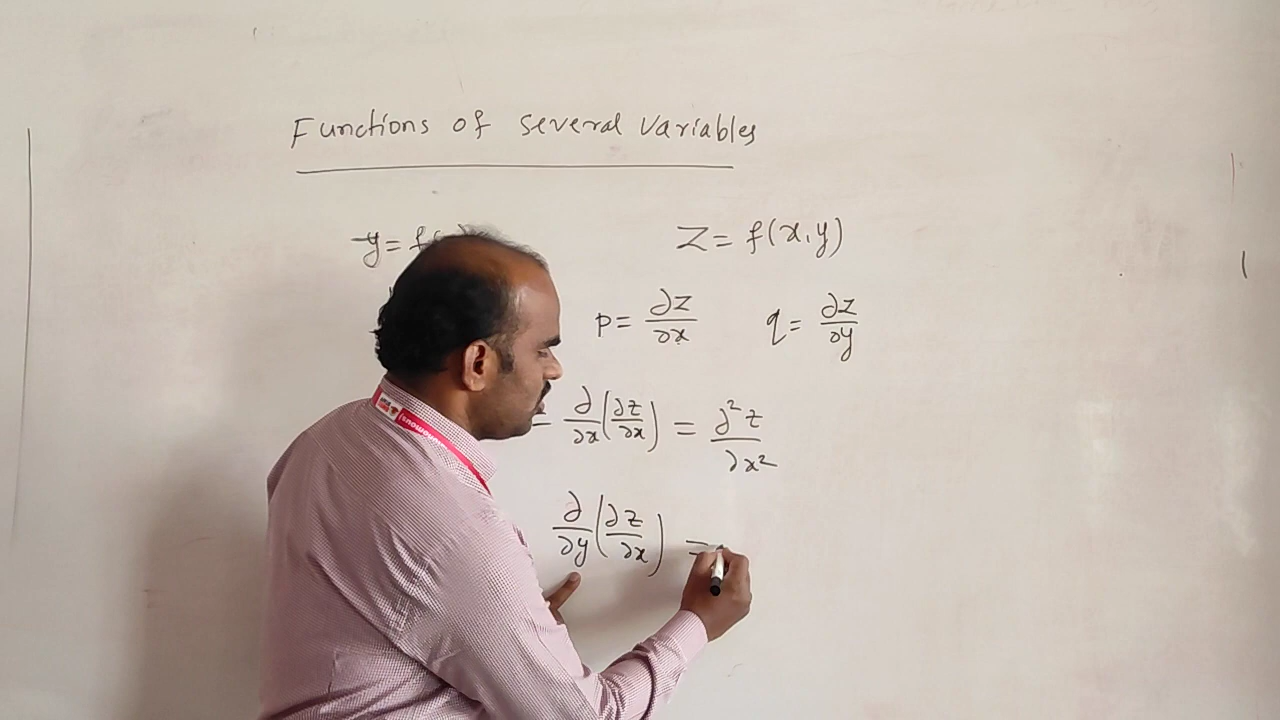 Functions of several variables
y = f( Z = f(x,y)
p = ∂z/∂x q = ∂z/∂y
= ∂/∂x (∂z/∂x) = ∂²z/∂x²
∂/∂y (∂z/∂x) =